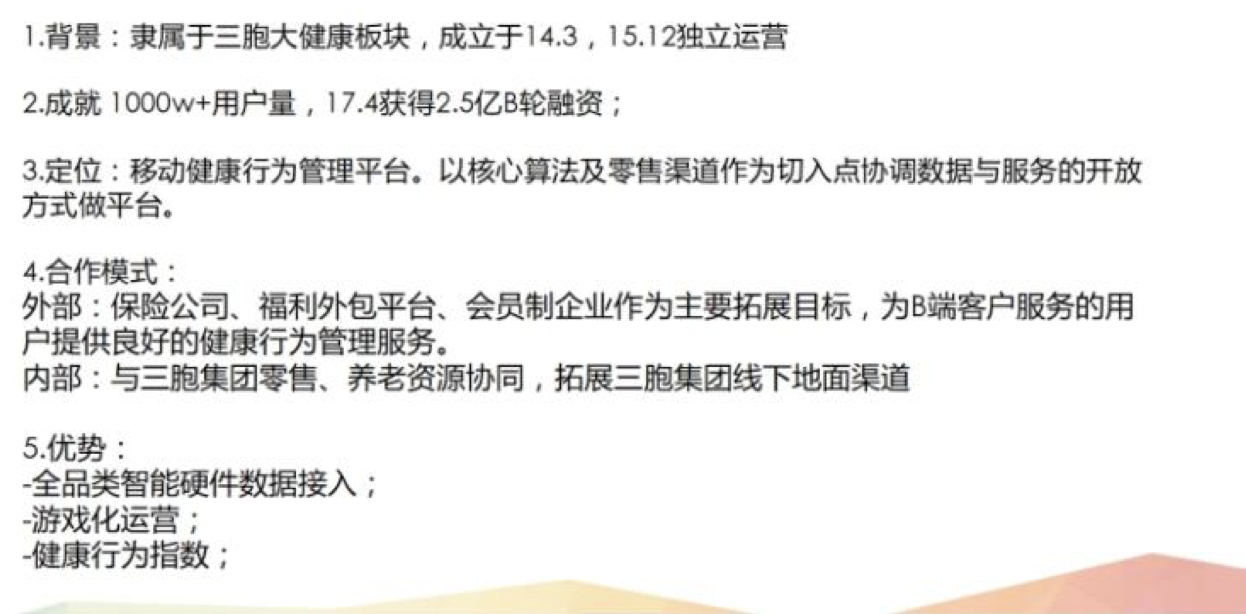 1.背景：隶属于三胞大健康板块，成立于14.3，15.12独立运营
2.成就 1000w+用户量，17.4获得2.5亿B轮融资；
3.定位：移动健康行为管理平台。以核心算法及零售渠道作为切入点协调数据与服务的开放
方式做平台。
4.合作模式：
外部：保险公司、福利外包平台、会员制企业作为主要拓展目标，为B端客户服务的用
户提供良好的健康行为管理服务。
内部：与三胞集团零售、养老资源协同，拓展三胞集团线下地面渠道
5.优势：
-全品类智能硬件数据接入；
-游戏化运营；
-健康行为指数；